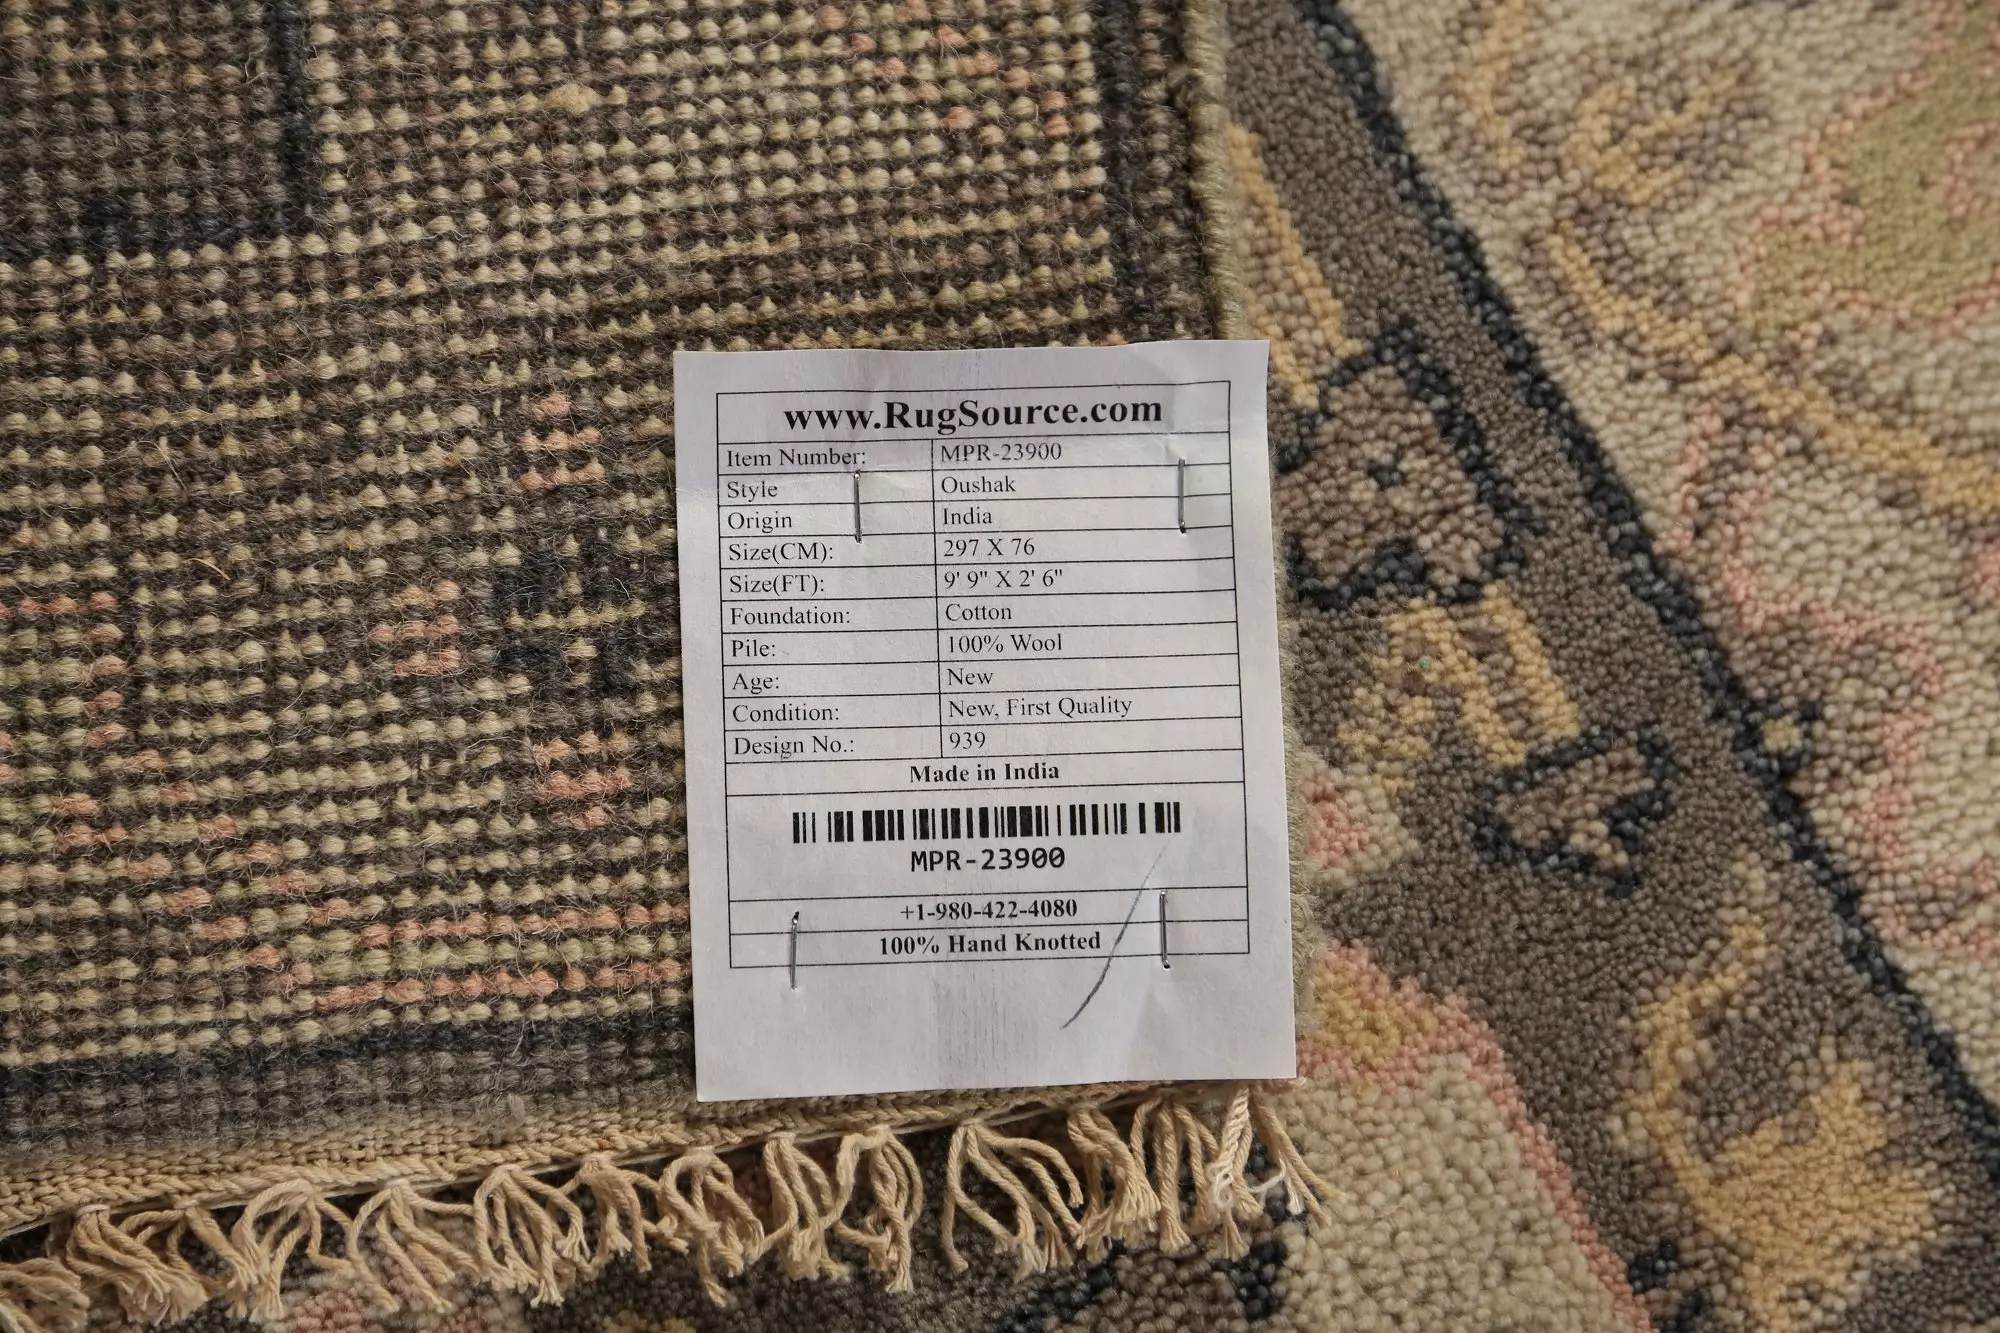 www.RugSource.com
Item Number: MPR-23900
Style Oushak
Origin India
Size(CM): 297 X 76
Size(FT): 9' 9" X 2' 6"
Foundation: Cotton
Pile: 100% Wool
Age: New
Condition: New, First Quality
Design No.: 939
Made in India
MPR-23900
+1-980-422-4080
100% Hand Knotted